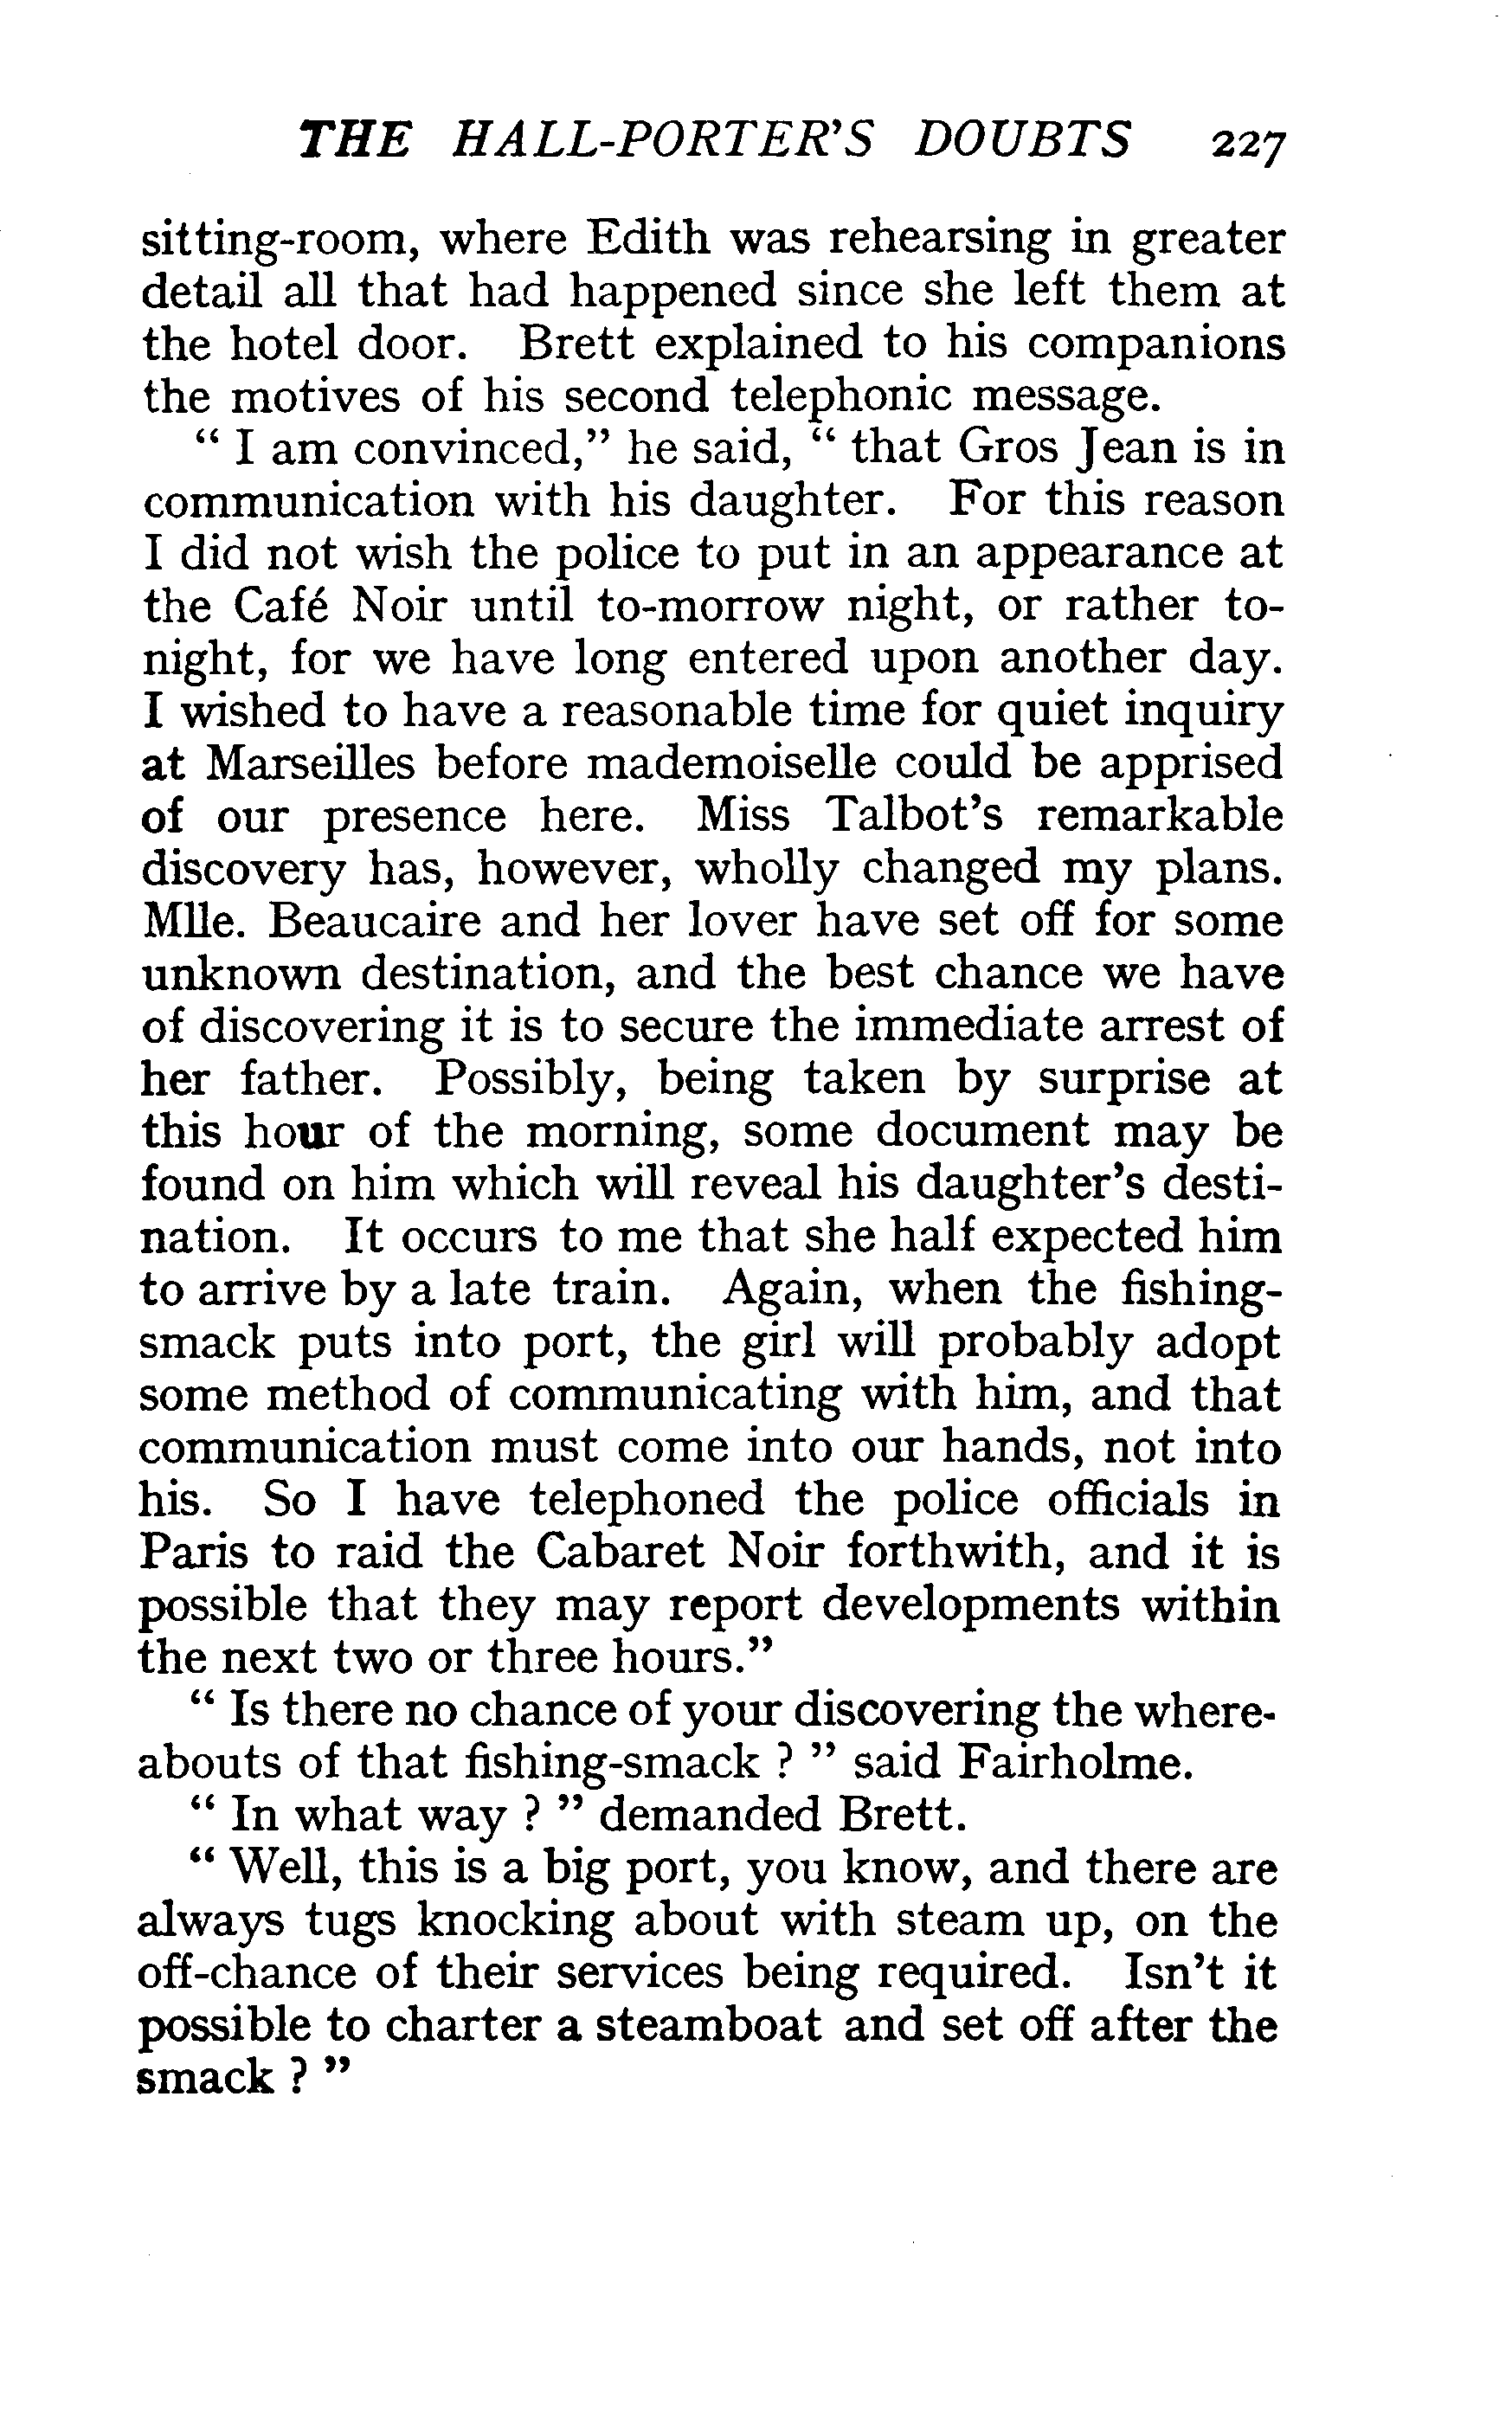 THE HALL-PORTER'S DOUBTS 227
sitting-room, where Edith was rehearsing in greater
detail all that had happened since she left them at
the hotel door. Brett explained to his companions
the motives of his second telephonic message.
“ I am convinced,” he said, “ that Gros Jean is in
communication with his daughter. For this reason
I did not wish the police to put in an appearance at
the Café Noir until to-morrow night, or rather to-
night, for we have long entered upon another day.
I wished to have a reasonable time for quiet inquiry
at Marseilles before mademoiselle could be apprised
of our presence here. Miss Talbot's remarkable
discovery has, however, wholly changed my plans.
Mlle. Beaucaire and her lover have set off for some
unknown destination, and the best chance we have
of discovering it is to secure the immediate arrest of
her father. Possibly, being taken by surprise at
this hour of the morning, some document may be
found on him which will reveal his daughter's desti-
nation. It occurs to me that she half expected him
to arrive by a late train. Again, when the fishing-
smack puts into port, the girl will probably adopt
some method of communicating with him, and that
communication must come into our hands, not into
his. So I have telephoned the police officials in
Paris to raid the Cabaret Noir forthwith, and it is
possible that they may report developments within
the next two or three hours.”
“ Is there no chance of your discovering the where-
abouts of that fishing-smack ? ” said Fairholme.
“ In what way ? ” demanded Brett.
“ Well, this is a big port, you know, and there are
always tugs knocking about with steam up, on the
off-chance of their services being required. Isn't it
possible to charter a steamboat and set off after the
smack ? ”